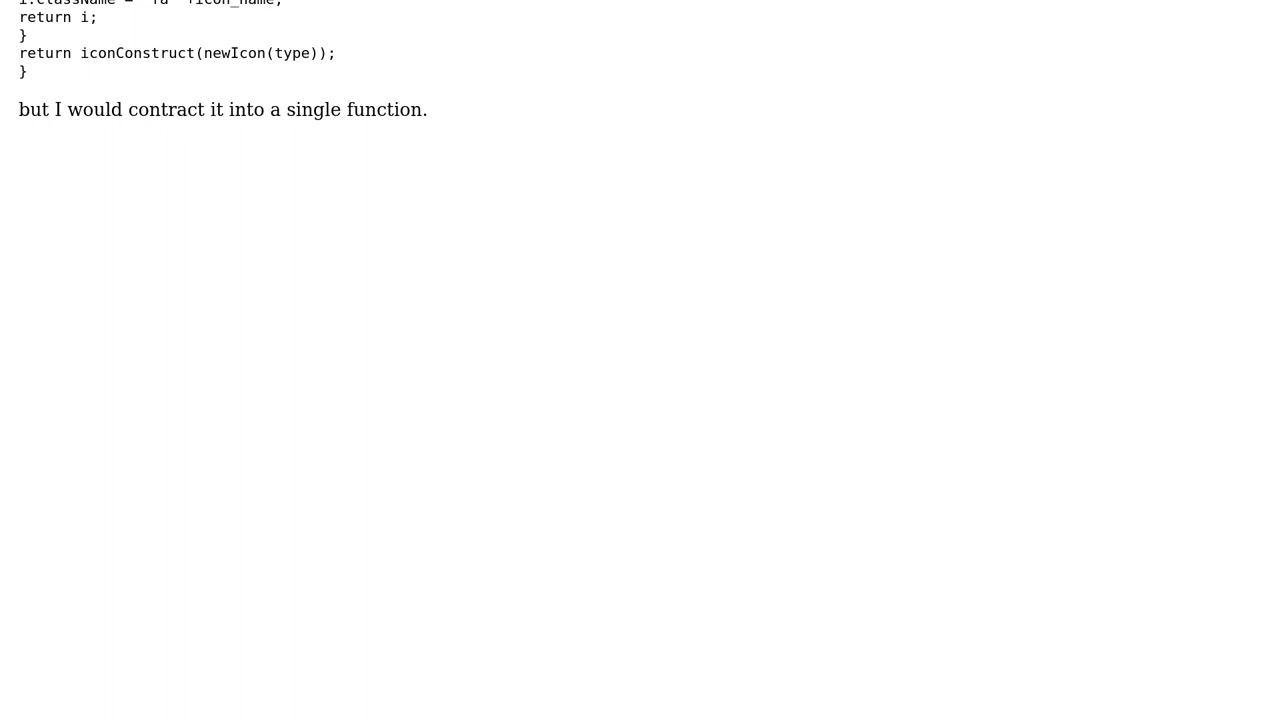 return i;
}
return iconConstruct(newIcon(type));
}
but I would contract it into a single function.